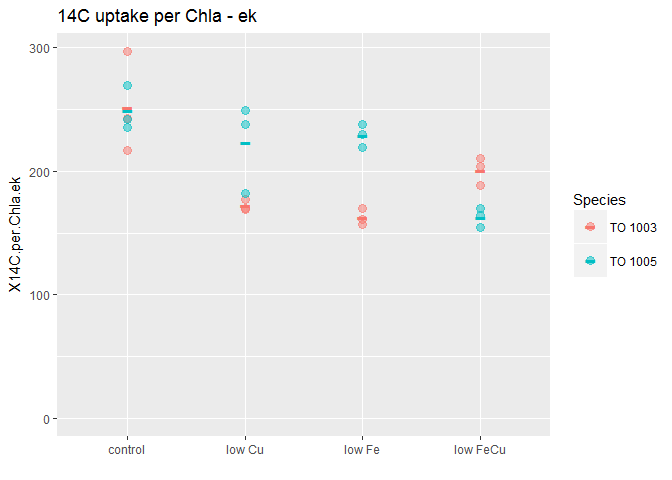 14C uptake per Chla - ek
X14C.per.Chla.ek
300
200
100
0
control
low Cu
low Fe
low FeCu
Species
TO 1003
TO 1005